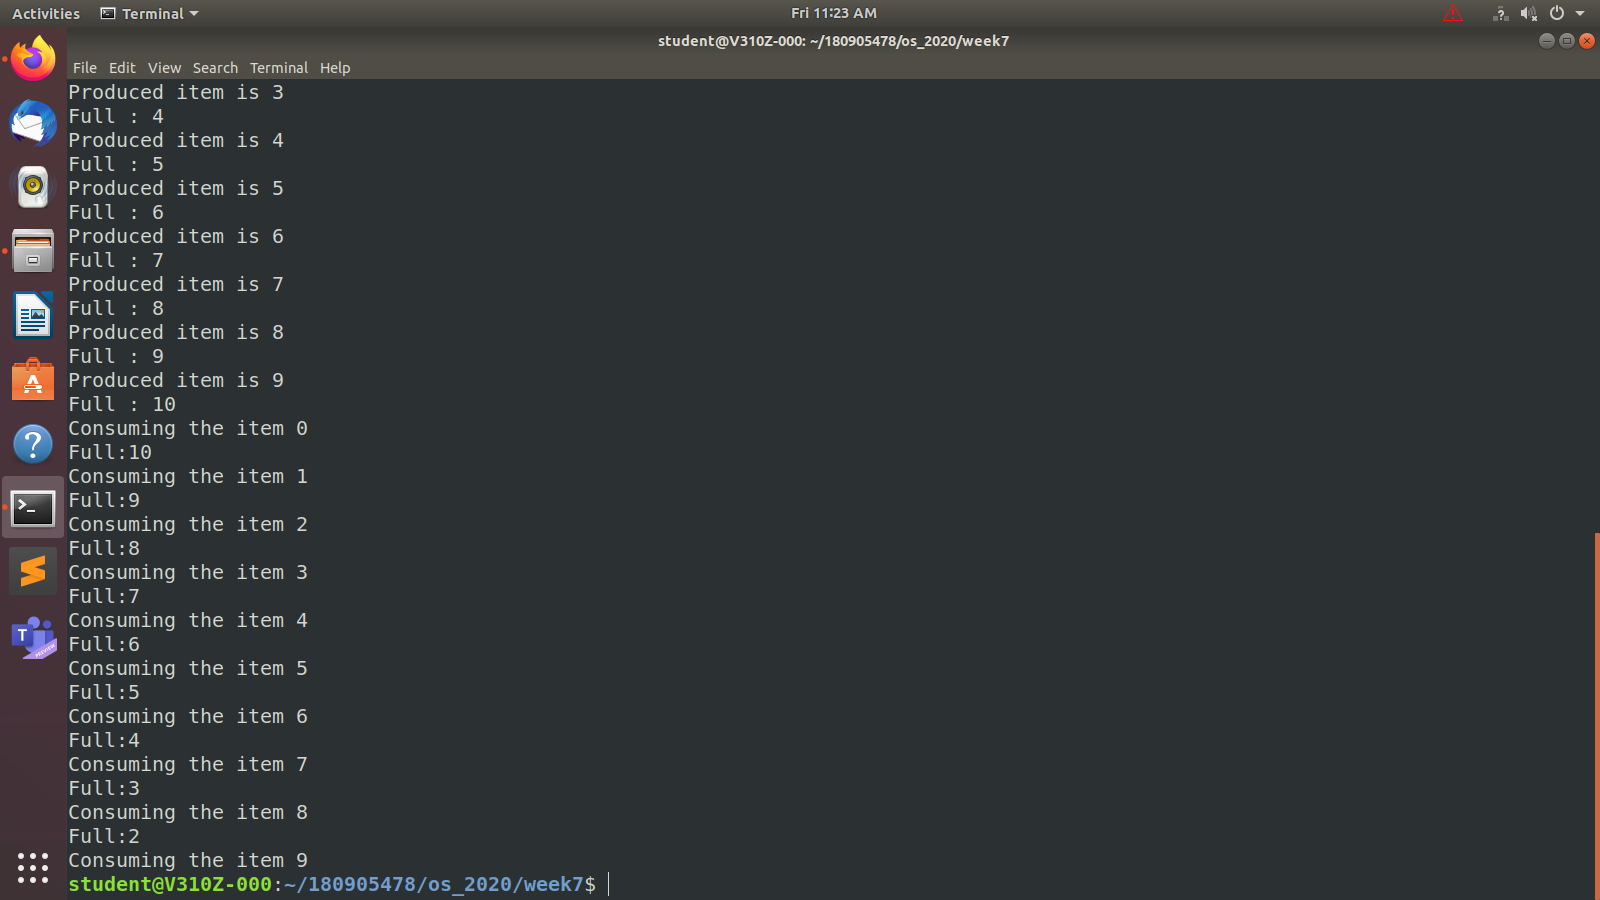 Activities Terminal Fri 11:23 AM
student@V310Z-000: ~/180905478/os_2020/week7
File Edit View Search Terminal Help
Produced item is 3
Full : 4
Produced item is 4
Full : 5
Produced item is 5
Full : 6
Produced item is 6
Full : 7
Produced item is 7
Full : 8
Produced item is 8
Full : 9
Produced item is 9
Full : 10
Consuming the item 0
Full:10
Consuming the item 1
Full:9
Consuming the item 2
Full:8
Consuming the item 3
Full:7
Consuming the item 4
Full:6
Consuming the item 5
Full:5
Consuming the item 6
Full:4
Consuming the item 7
Full:3
Consuming the item 8
Full:2
Consuming the item 9
student@V310Z-000:~/180905478/os_2020/week7$
T
PREVIEW